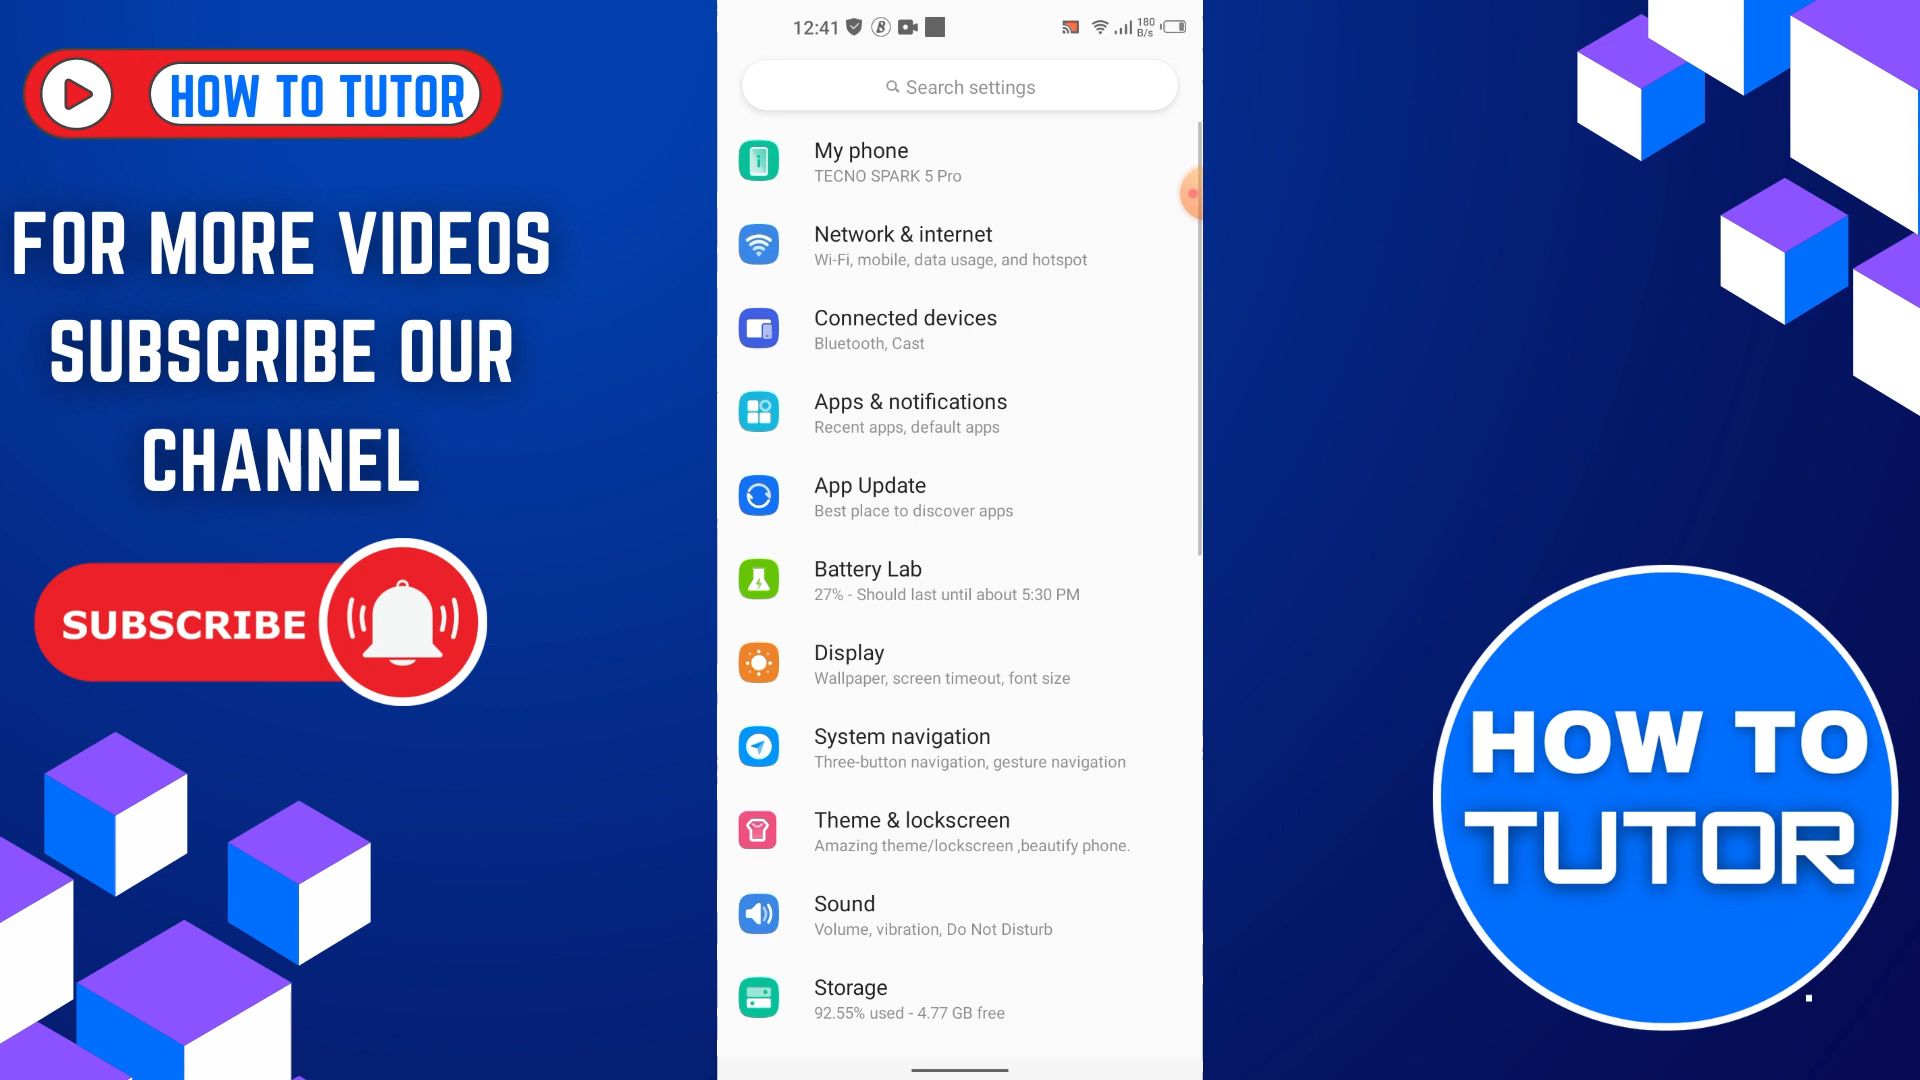 HOW TO TUTOR
FOR MORE VIDEOS
SUBSCRIBE OUR
CHANNEL
SUBSCRIBE
12:41
180
B/s
Search settings
My phone
TECNO SPARK 5 Pro
Network & internet
Wi-Fi, mobile, data usage, and hotspot
Connected devices
Bluetooth, Cast
Apps & notifications
Recent apps, default apps
App Update
Best place to discover apps
Battery Lab
27% - Should last until about 5:30 PM
Display
Wallpaper, screen timeout, font size
System navigation
Three-button navigation, gesture navigation
Theme & lockscreen
Amazing theme/lockscreen ,beautify phone.
Sound
Volume, vibration, Do Not Disturb
Storage
92.55% used - 4.77 GB free
HOW TO
TUTOR